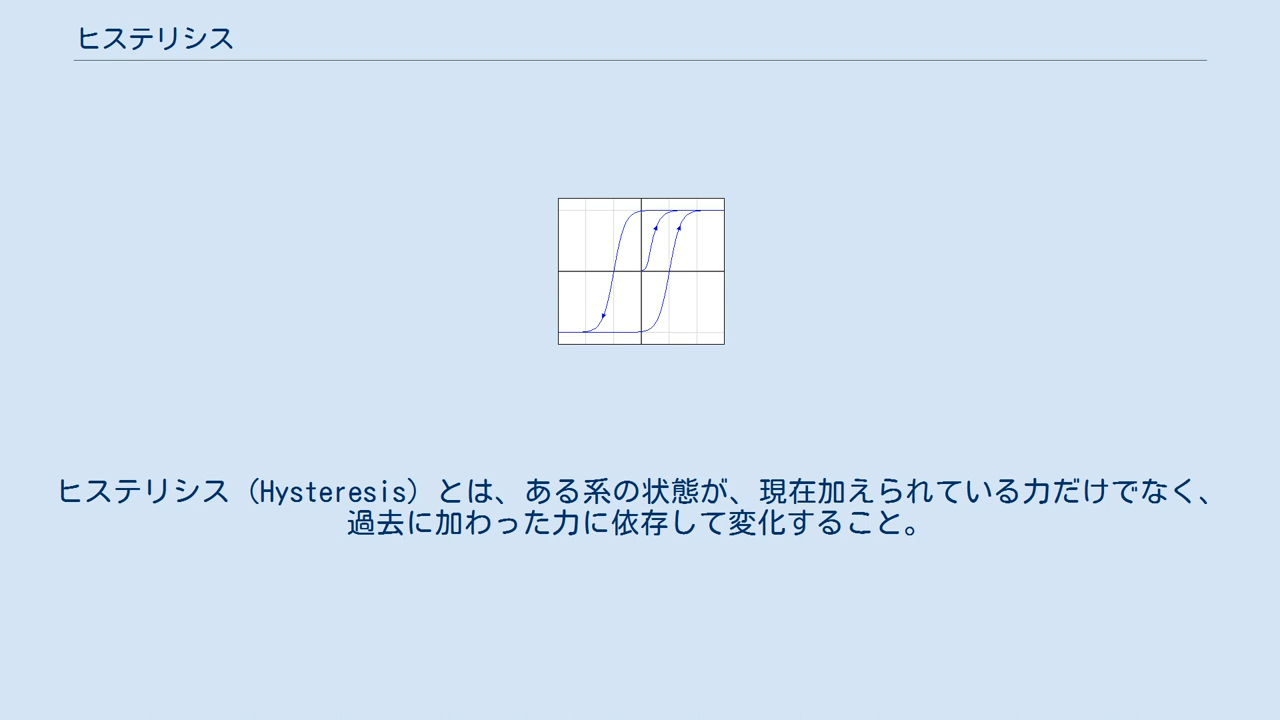 ヒステリシス
ヒステリシス（Hysteresis）とは、ある系の状態が、現在加えられている力だけでなく、
過去に加わった力に依存して変化すること。